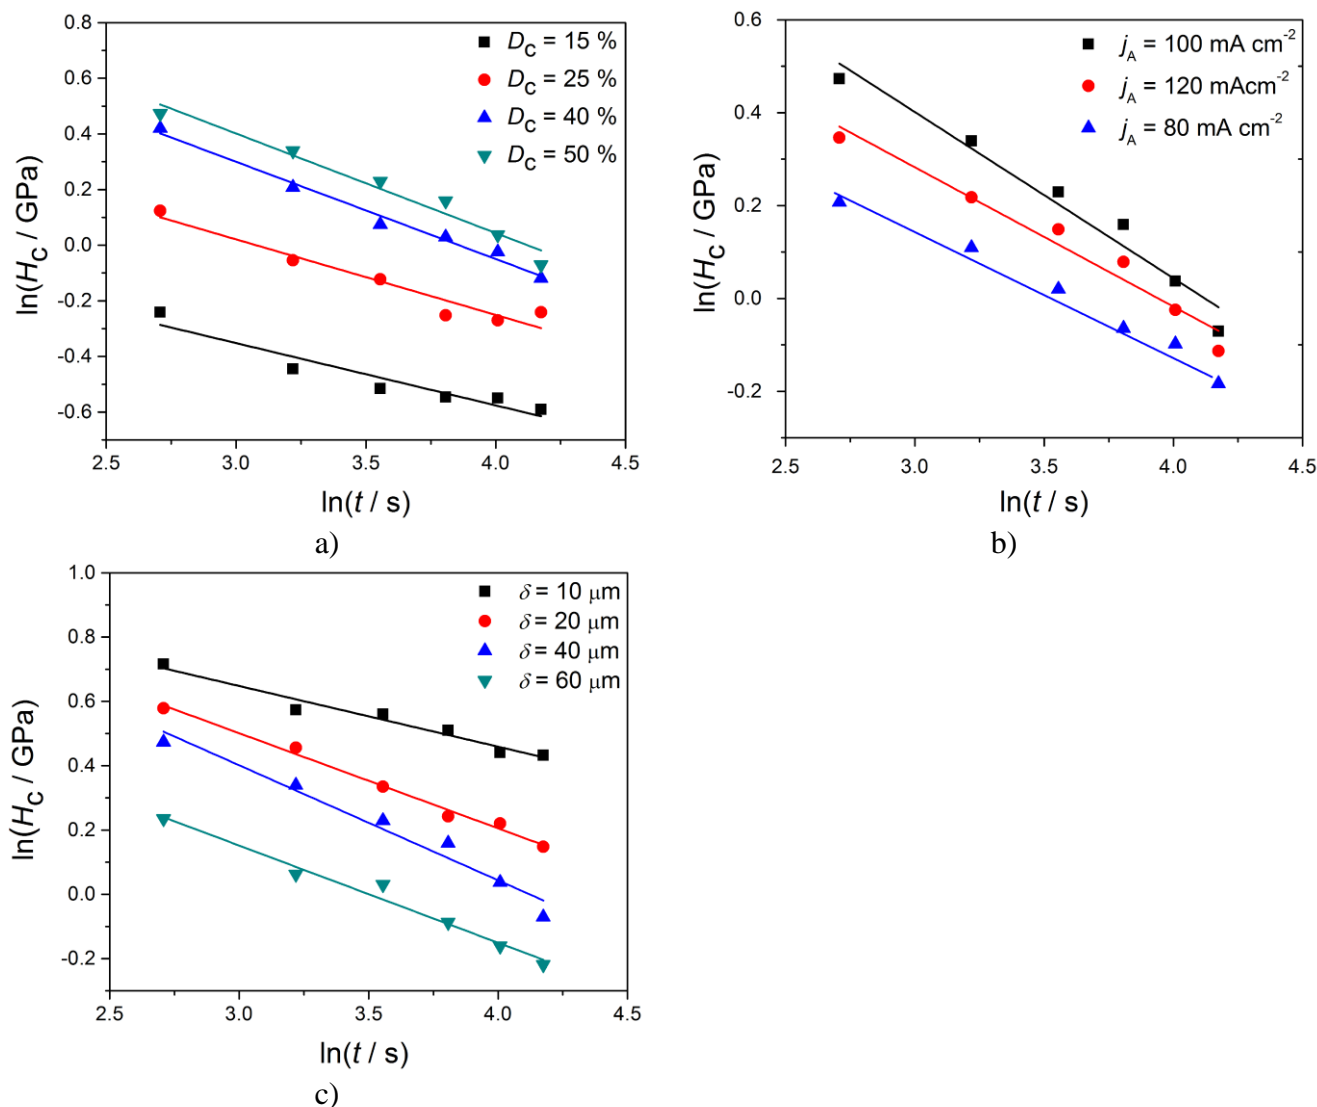 0.8
0.6
0.4
0.2
0.0
-0.2
-0.4
-0.6
ln(HC / GPa)
DC = 15 %
DC = 25 %
DC = 40 %
DC = 50 %
2.5 3.0 3.5 4.0 4.5
ln(t / s)
a)
0.6
0.4
0.2
0.0
-0.2
ln(HC / GPa)
jA = 100 mA cm-2
jA = 120 mAcm-2
jA = 80 mA cm-2
2.5 3.0 3.5 4.0 4.5
ln(t / s)
b)
1.0
0.8
0.6
0.4
0.2
0.0
-0.2
ln(HC / GPa)
δ = 10 μm
δ = 20 μm
δ = 40 μm
δ = 60 μm
2.5 3.0 3.5 4.0 4.5
ln(t / s)
c)